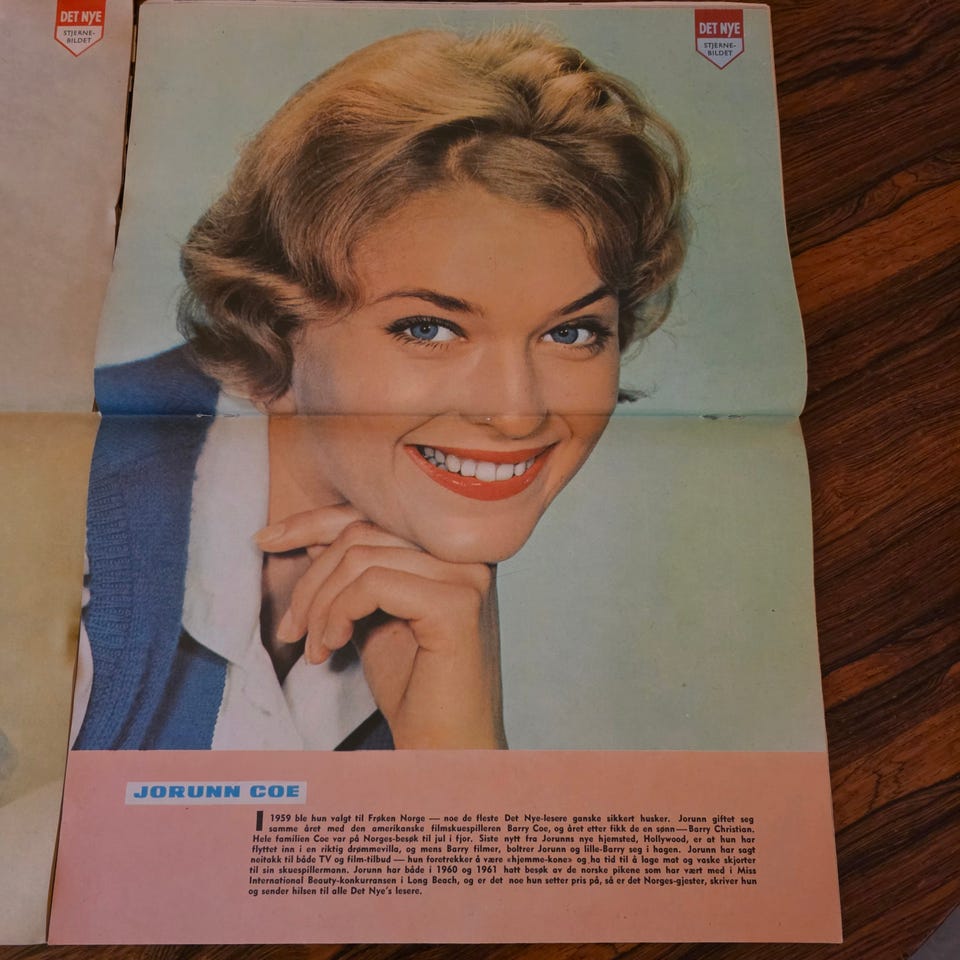 DET NYE
STJERNE-
BILDET
DET NYE
STJERNE-
BILDET
JORUNN COE
I 1959 ble hun valgt til Frøken Norge — noe de fleste Det Nye-lesere ganske sikkert husker. Jorunn giftet seg
samme året med den amerikanske filmskuespilleren Barry Coe, og året etter fikk de en sønn — Barry Christian.
Hele familien Coe var på Norges-besøk til jul i fjor. Siste nytt fra Jorunns nye hjemsted, Hollywood, er at hun har
flyttet inn i en riktig drømmevilla, og mens Barry filmer, boltrer Jorunn og lille-Barry seg i hagen. Jorunn har sagt
neitakk til både TV og film-tilbud — hun foretrekker å være «hjemme-kone» og ha tid til å lage mat og vaske skjorter
til sin skuespillermann. Jorunn har både i 1960 og 1961 hatt besøk av de norske pikene som har vært med i Miss
International Beauty-konkurransen i Long Beach, og er det noe hun setter pris på, så er det Norges-gjester, skriver hun
og sender hilsen til alle Det Nye's lesere.